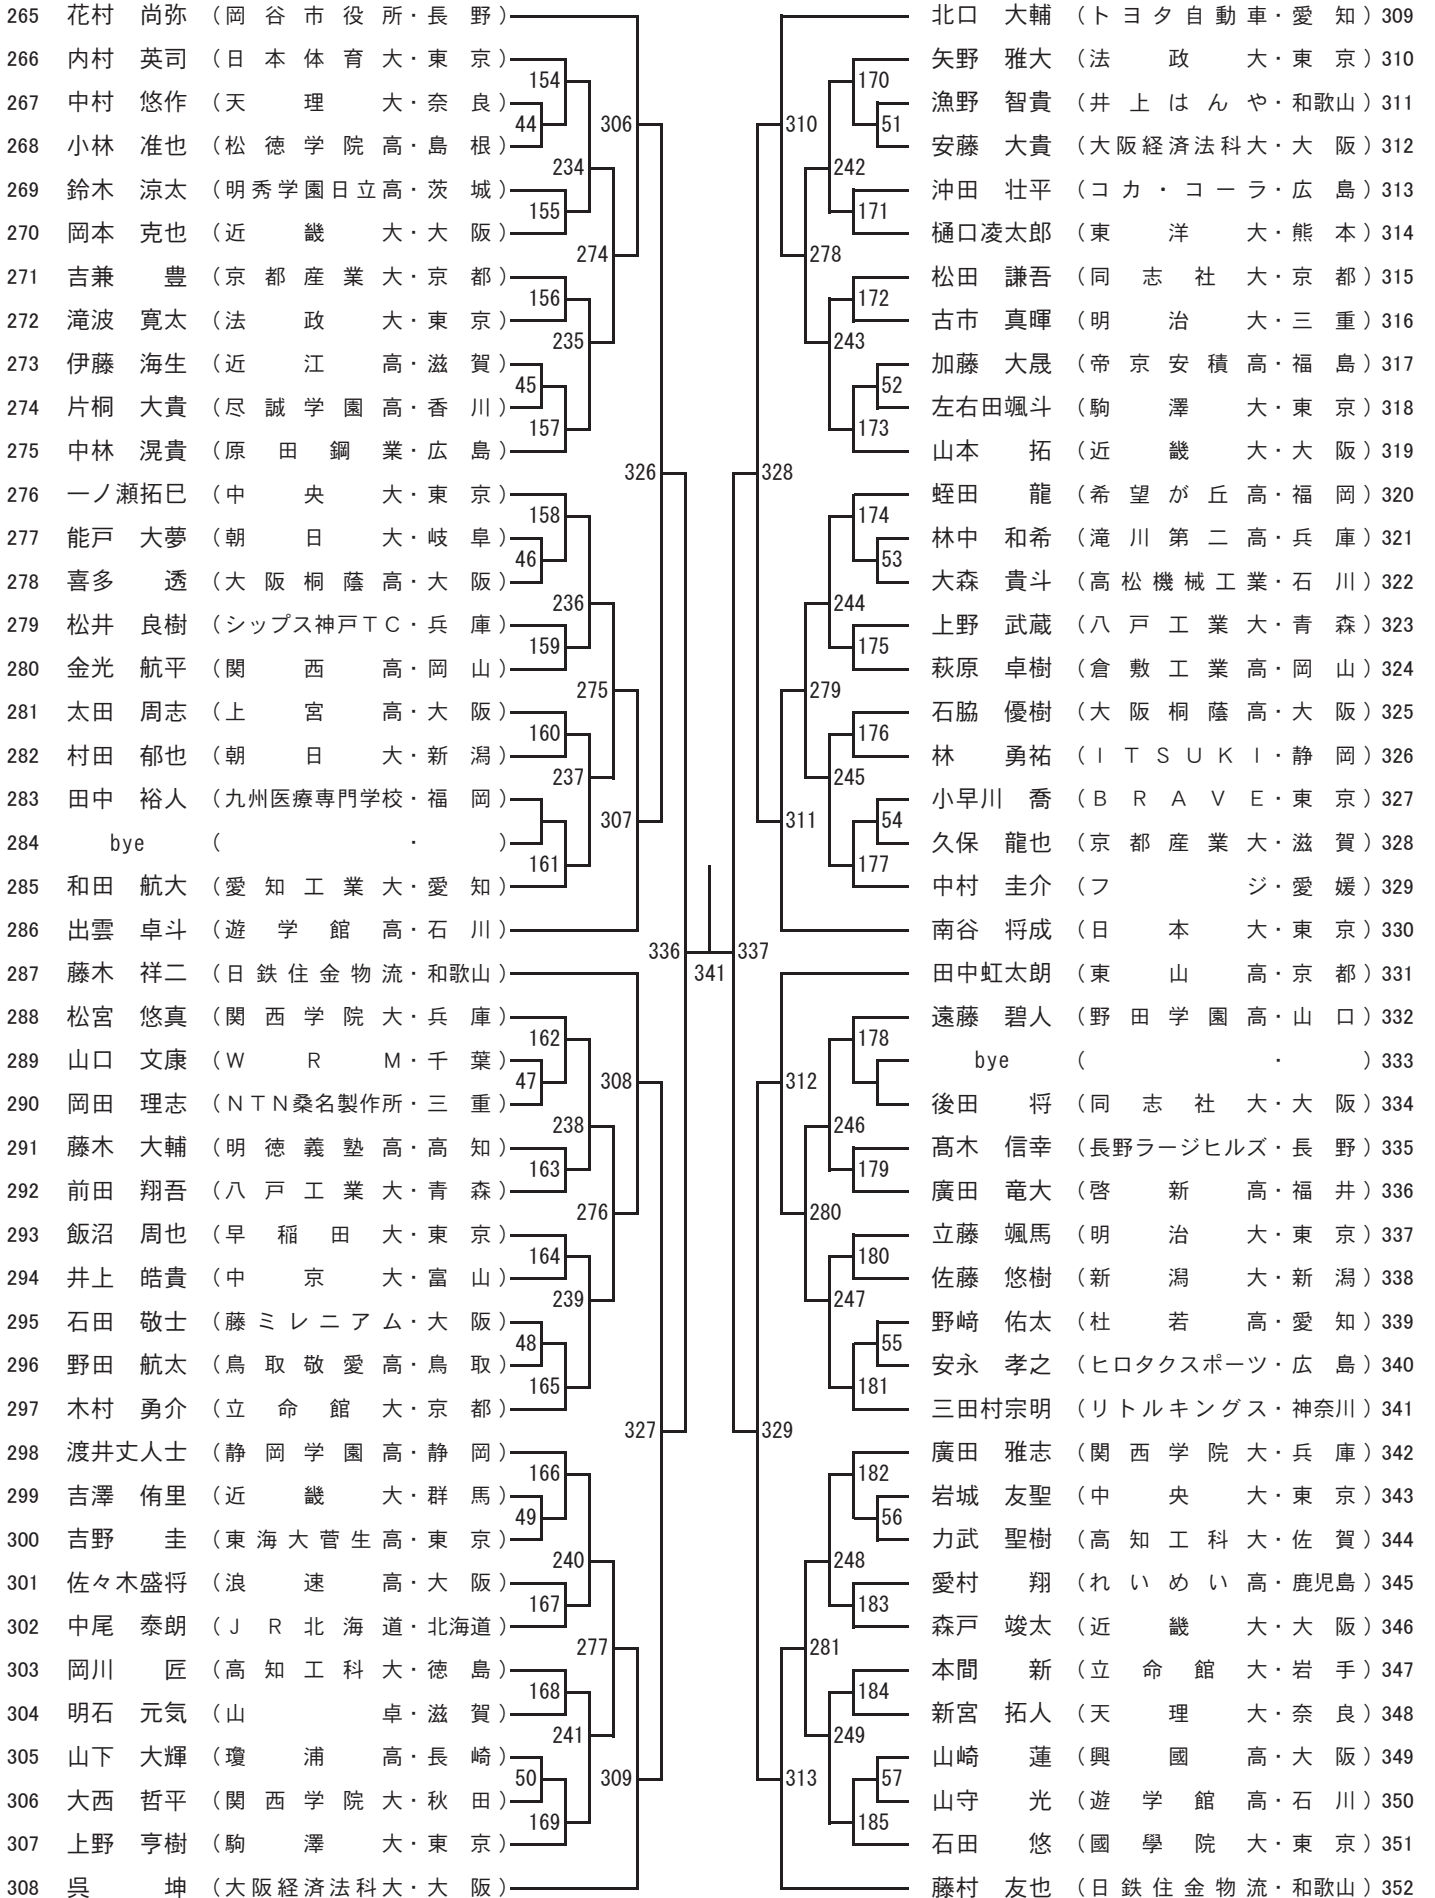 265 花村 尚弥 (岡谷市役所・長野)
266 内村 英司 (日本体育大・東京)
267 中村 悠作 (天理大・奈良)
268 小林 准也 (松徳学院高・島根)
269 鈴木 涼太 (明秀学園日立高・茨城)
270 岡本 克也 (近畿大・大阪)
271 吉兼 豊 (京都産業大・京都)
272 滝波 寛太 (法政大・東京)
273 伊藤 海生 (近江高・滋賀)
274 片桐 大貴 (尽誠学園高・香川)
275 中林 滉貴 (原田鋼業・広島)
276 一ノ瀬拓巳 (中央大・東京)
277 能戸 大夢 (朝日大・岐阜)
278 喜多 透 (大阪桐蔭高・大阪)
279 松井 良樹 (シップス神戸TC・兵庫)
280 金光 航平 (関西高・岡山)
281 太田 周志 (上宮高・大阪)
282 村田 郁也 (朝日大・新潟)
283 田中 裕人 (九州医療専門学校・福岡)
284 bye ( ・ )
285 和田 航大 (愛知工業大・愛知)
286 出雲 卓斗 (遊学館高・石川)
287 藤木 祥二 (日鉄住金物流・和歌山)
288 松宮 悠真 (関西学院大・兵庫)
289 山口 文康 (WRM・千葉)
290 岡田 理志 (NTN桑名製作所・三重)
291 藤木 大輔 (明徳義塾高・高知)
292 前田 翔吾 (八戸工業大・青森)
293 飯沼 周也 (早稲田大・東京)
294 井上 皓貴 (中京大・富山)
295 石田 敬士 (藤ミレニアム・大阪)
296 野田 航太 (鳥取敬愛高・鳥取)
297 木村 勇介 (立命館大・京都)
298 渡井丈人士 (静岡学園高・静岡)
299 吉澤 侑里 (近畿大・群馬)
300 吉野 圭 (東海大菅生高・東京)
301 佐々木盛将 (浪速高・大阪)
302 中尾 泰朗 (JR北海道・北海道)
303 岡川 匠 (高知工科大・徳島)
304 明石 元気 (山卓・滋賀)
305 山下 大輝 (瓊浦高・長崎)
306 大西 哲平 (関西学院大・秋田)
307 上野 亨樹 (駒澤大・東京)
308 呉 坤 (大阪経済法科大・大阪)
44
45
46
47
48
49
50
154
155
156
157
158
159
160
161
162
163
164
165
166
167
168
169
234
235
236
237
238
239
240
241
274
275
276
277
306
307
308
309
326
327
336
341
337
328
329
310
311
312
313
278
279
280
281
242
243
244
245
246
247
248
249
170
171
172
173
174
175
176
177
178
179
180
181
182
183
184
185
51
52
53
54
55
56
57
北口 大輔 (トヨタ自動車・愛知) 309
矢野 雅大 (法政大・東京) 310
漁野 智貴 (井上はんや・和歌山) 311
安藤 大貴 (大阪経済法科大・大阪) 312
沖田 壮平 (コカ・コーラ・広島) 313
樋口凌太郎 (東洋大・熊本) 314
松田 謙吾 (同志社大・京都) 315
古市 真暉 (明治大・三重) 316
加藤 大晟 (帝京安積高・福島) 317
左右田颯斗 (駒澤大・東京) 318
山本 拓 (近畿大・大阪) 319
蛭田 龍 (希望が丘高・福岡) 320
林中 和希 (滝川第二高・兵庫) 321
大森 貴斗 (高松機械工業・石川) 322
上野 武蔵 (八戸工業大・青森) 323
萩原 卓樹 (倉敷工業高・岡山) 324
石脇 優樹 (大阪桐蔭高・大阪) 325
林 勇祐 (ITSUKI・静岡) 326
小早川 喬 (BRAVE・東京) 327
久保 龍也 (京都産業大・滋賀) 328
中村 圭介 (フジ・愛媛) 329
南谷 将成 (日本大・東京) 330
田中虹太朗 (東山高・京都) 331
遠藤 碧人 (野田学園高・山口) 332
bye ( ・ ) 333
後田 将 (同志社大・大阪) 334
髙木 信幸 (長野ラージヒルズ・長野) 335
廣田 竜大 (啓新高・福井) 336
立藤 颯馬 (明治大・東京) 337
佐藤 悠樹 (新潟大・新潟) 338
野﨑 佑太 (杜若高・愛知) 339
安永 孝之 (ヒロタクスポーツ・広島) 340
三田村宗明 (リトルキングス・神奈川) 341
廣田 雅志 (関西学院大・兵庫) 342
岩城 友聖 (中央大・東京) 343
力武 聖樹 (高知工科大・佐賀) 344
愛村 翔 (れいめい高・鹿児島) 345
森戸 竣太 (近畿大・大阪) 346
本間 新 (立命館大・岩手) 347
新宮 拓人 (天理大・奈良) 348
山崎 蓮 (興國高・大阪) 349
山守 光 (遊学館高・石川) 350
石田 悠 (國學院大・東京) 351
藤村 友也 (日鉄住金物流・和歌山) 352